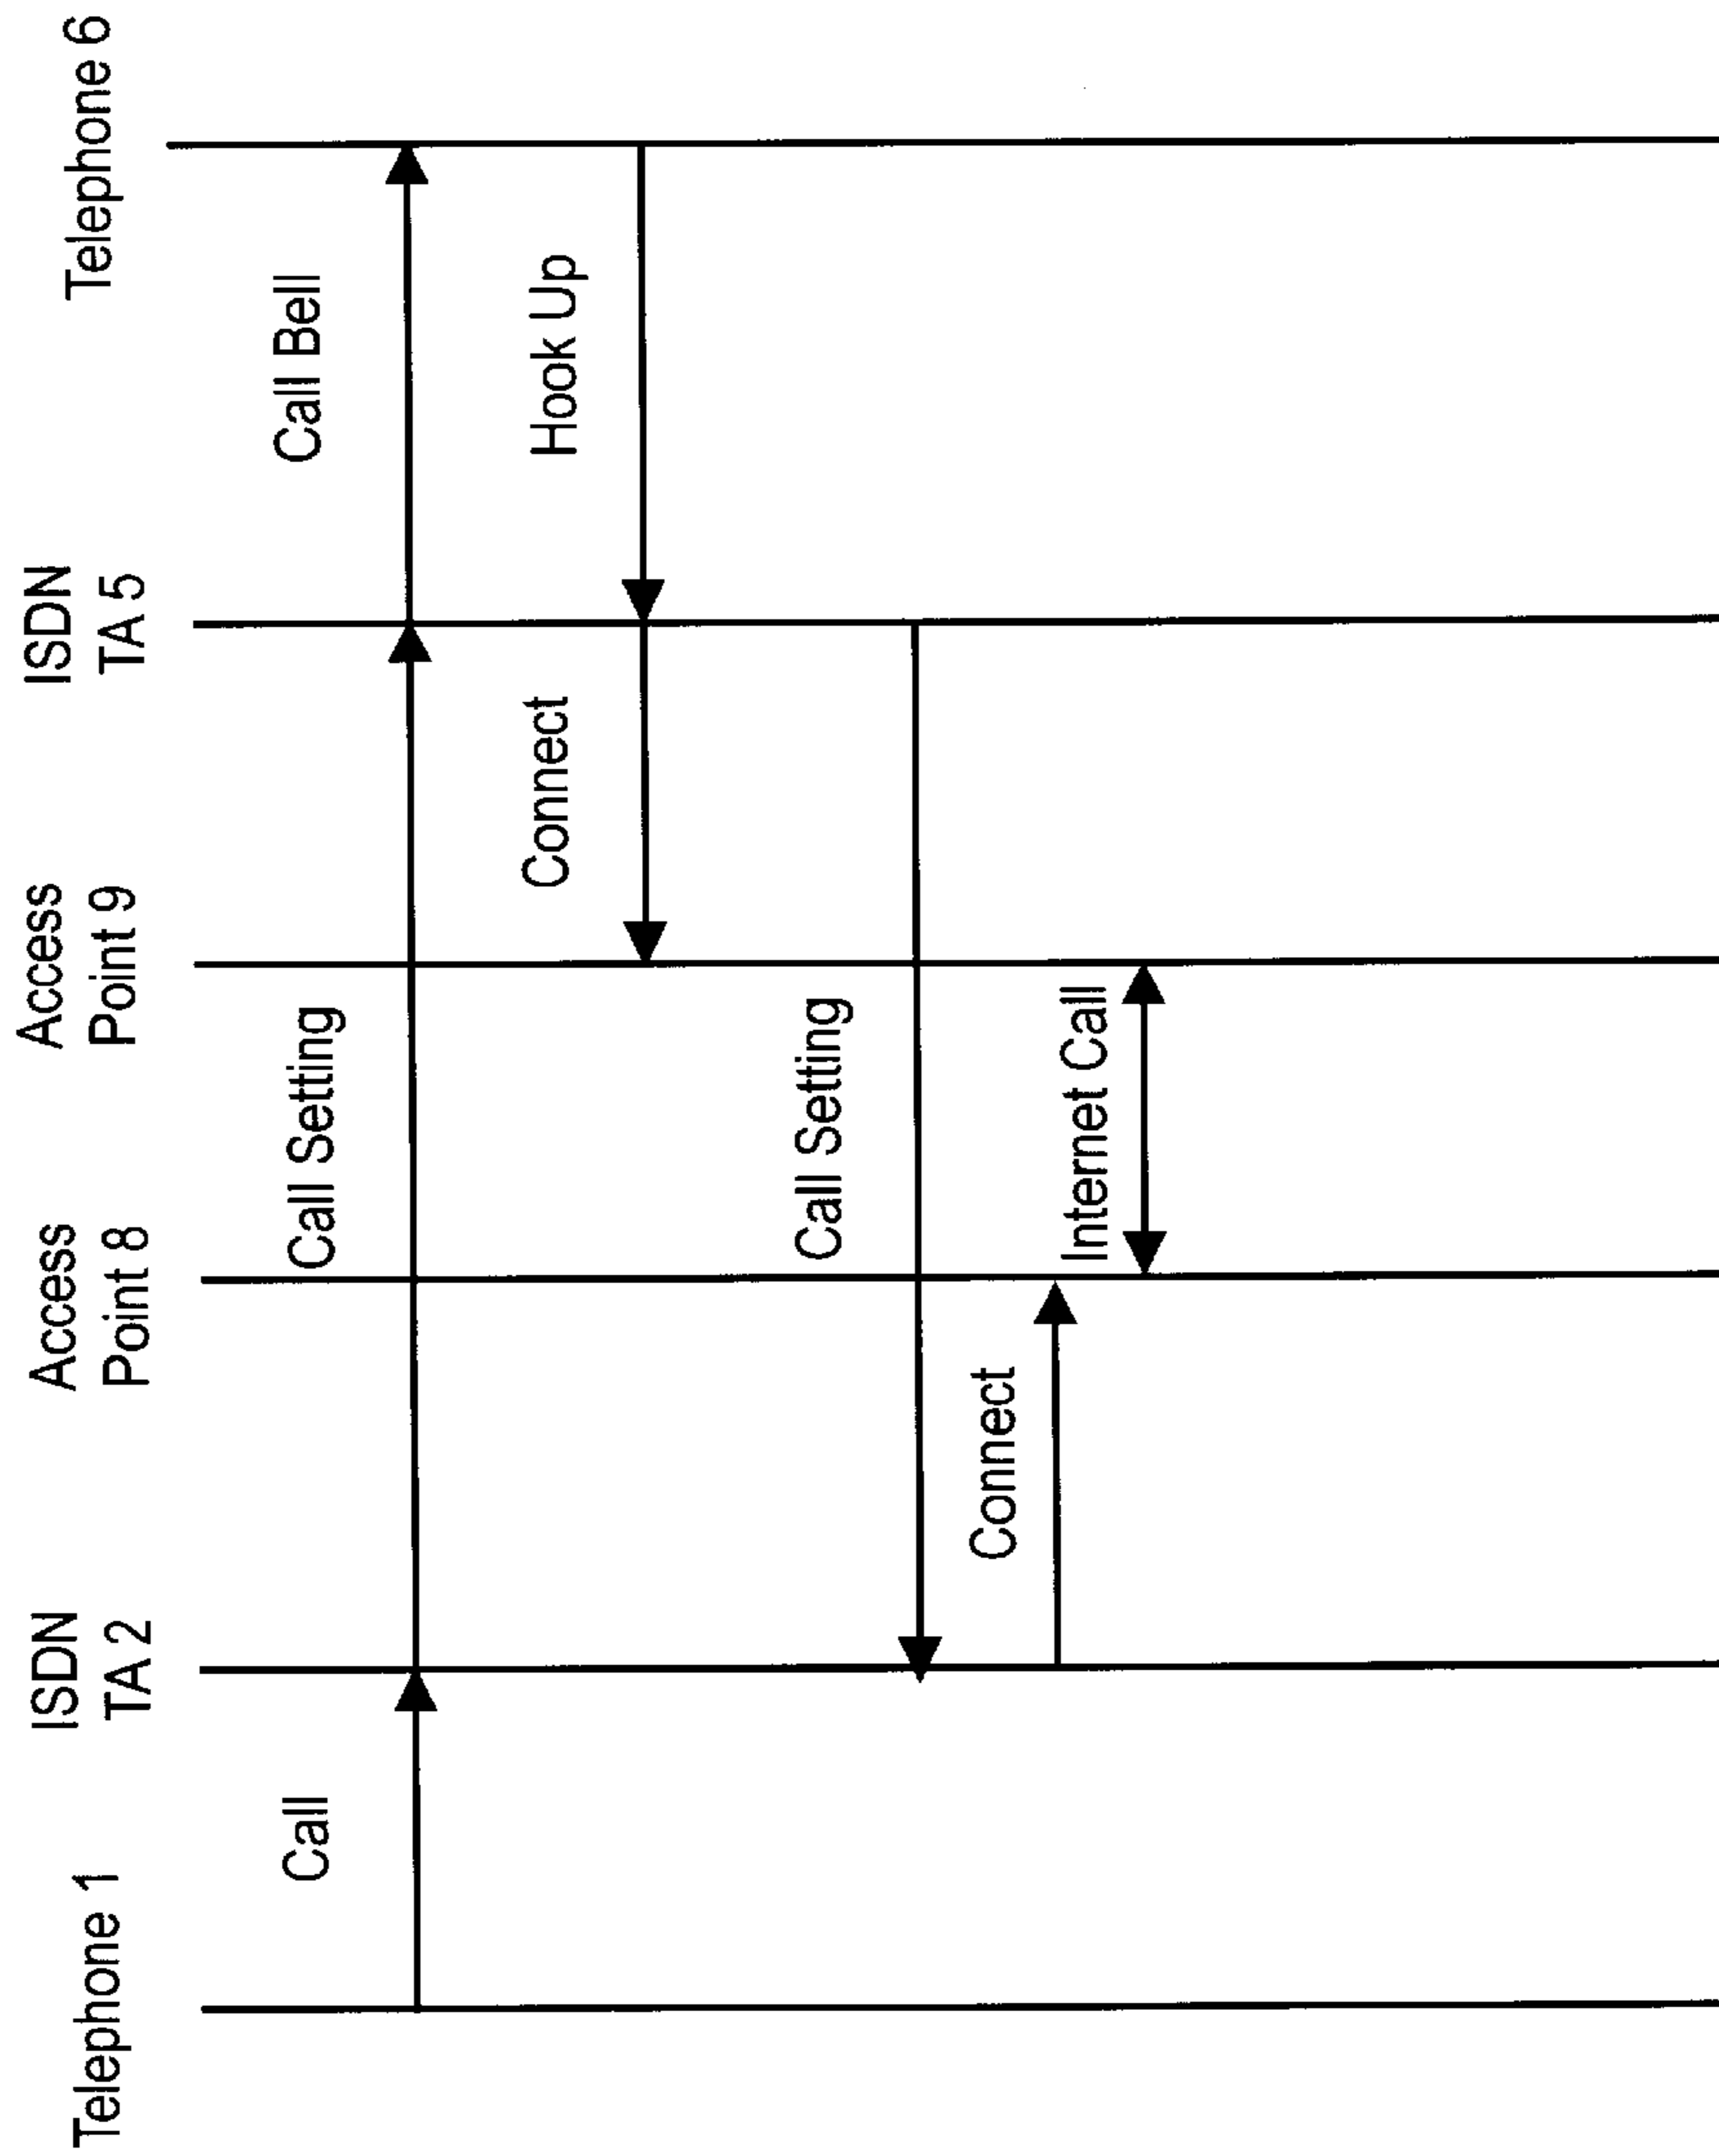 Telephone 1
ISDN
TA 2
Access
Point 8
Access
Point 9
ISDN
TA 5
Telephone 6
Call
Call Setting
Call Bell
Connect
Hook Up
Call Setting
Connect
Internet Call